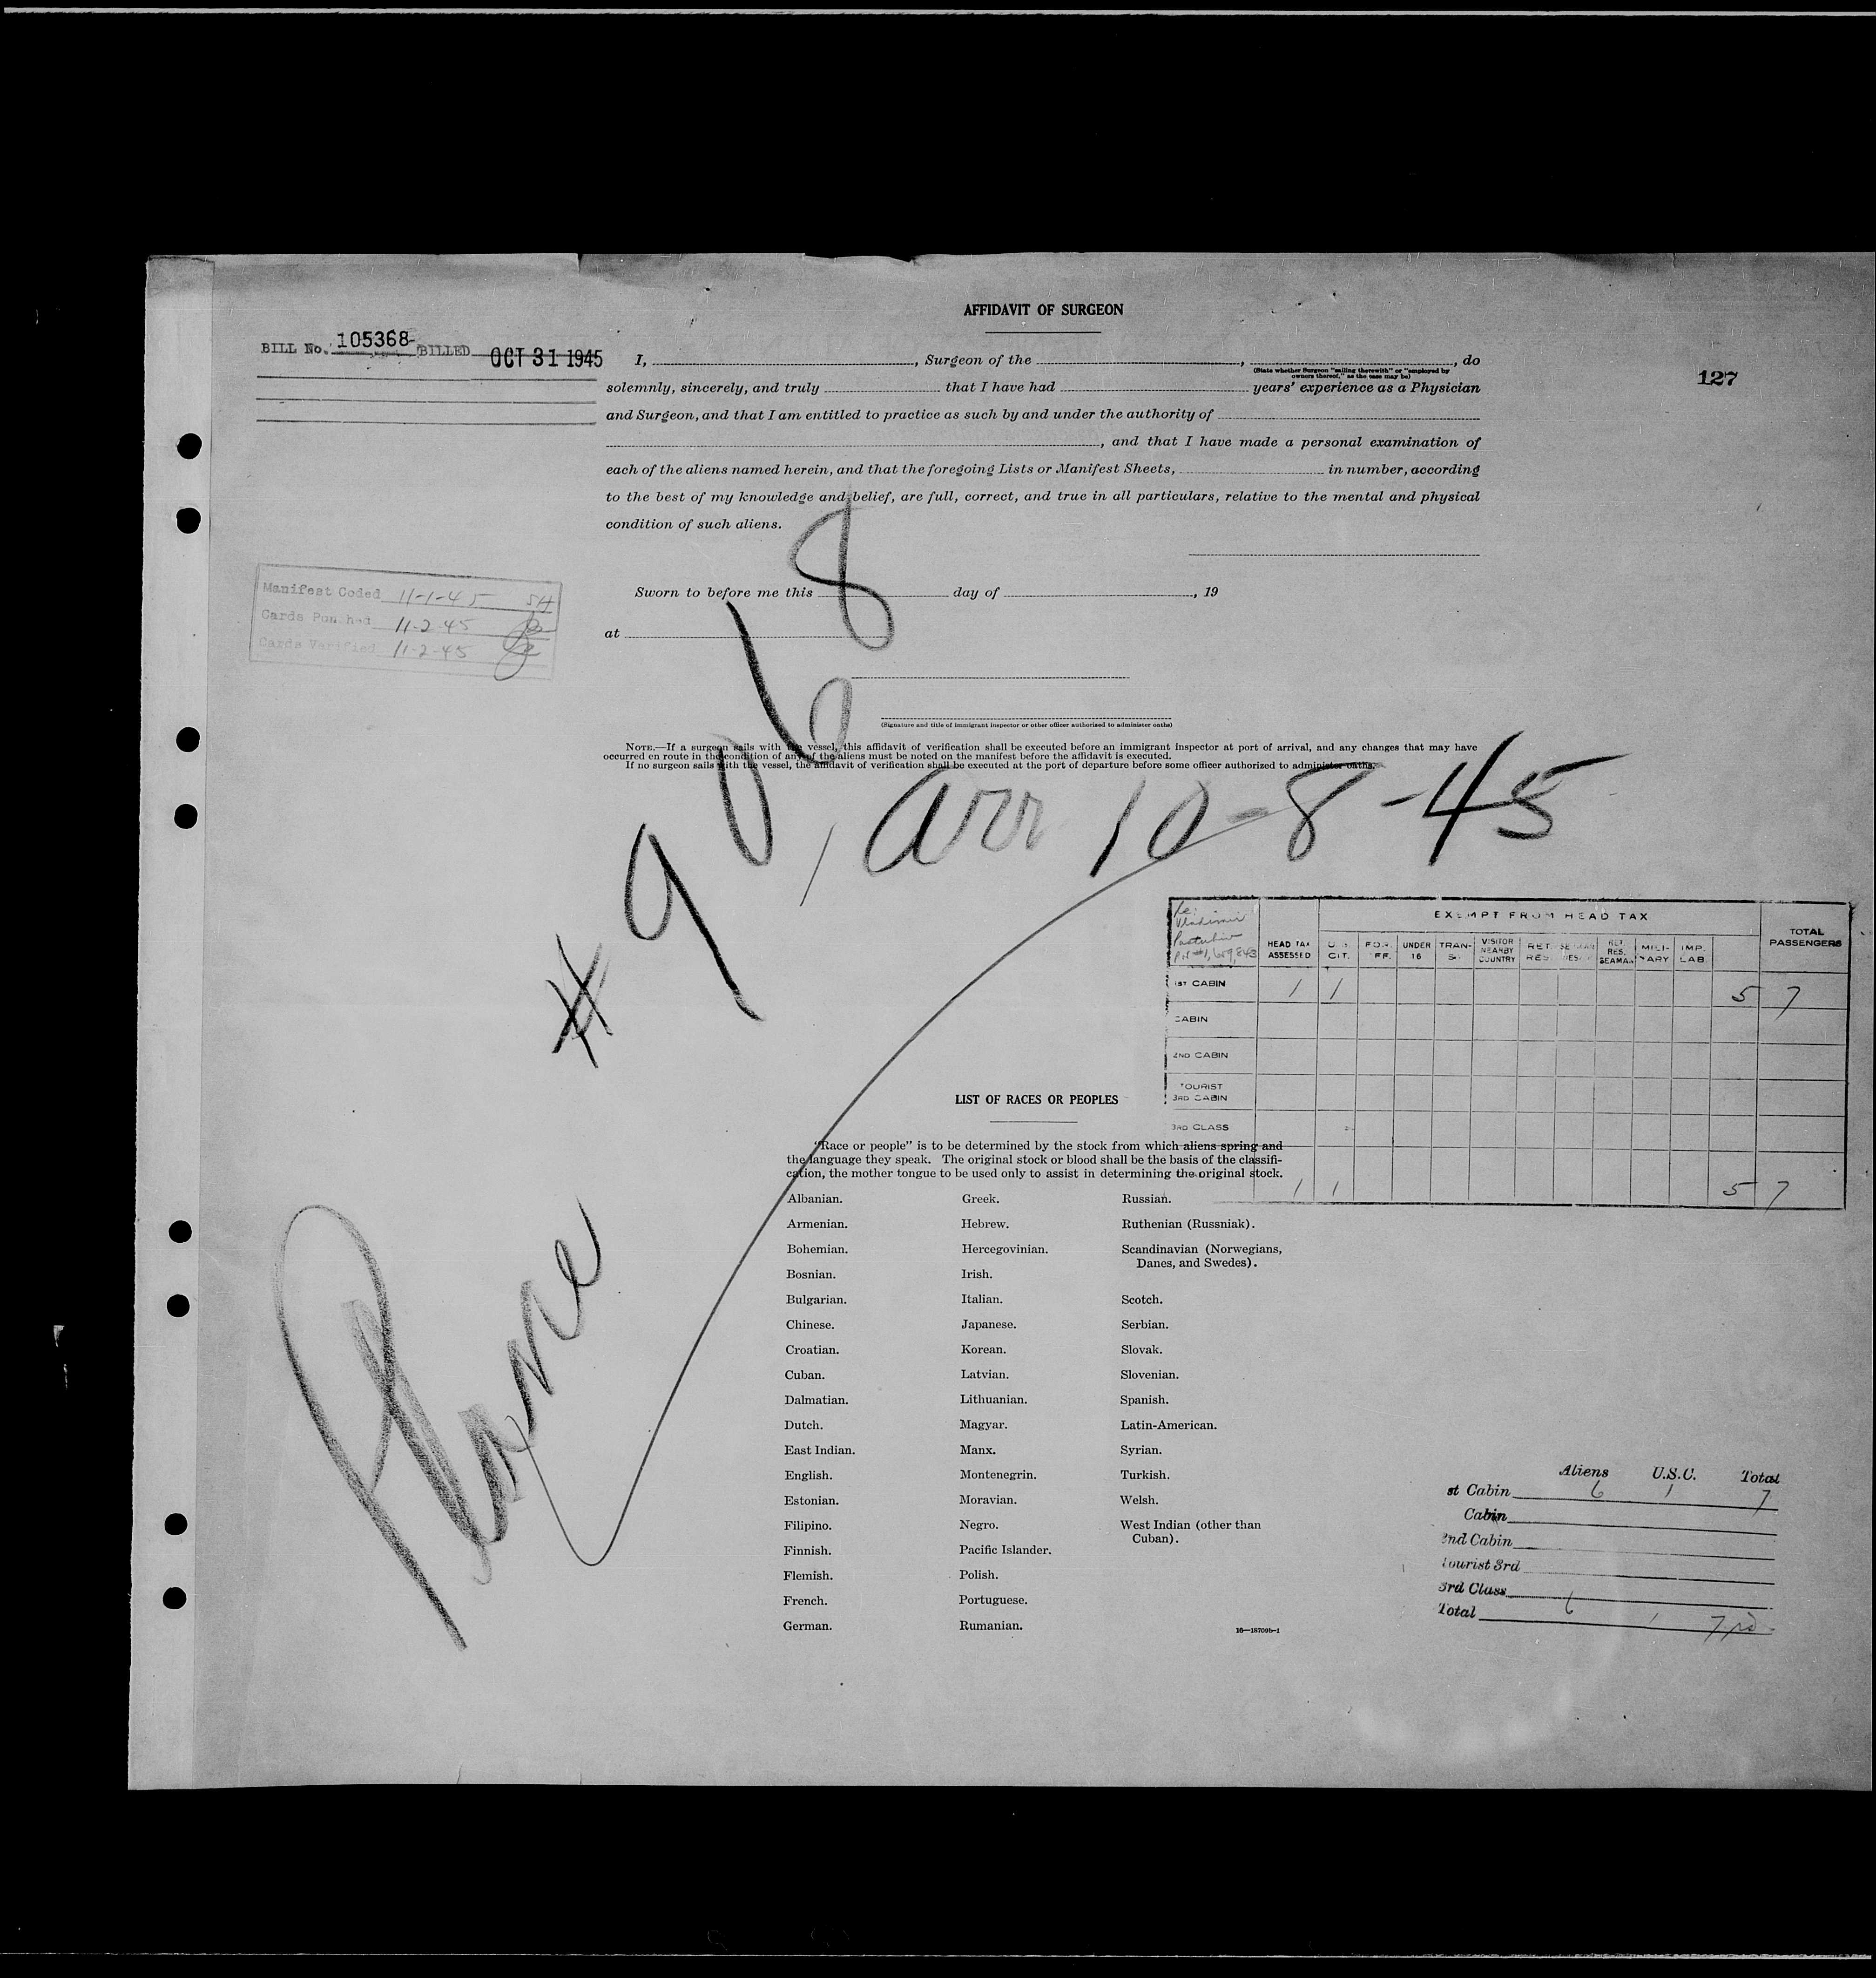 AFFIDAVIT OF SURGEON
BILL No. 105368 BILLED OCT 31 1945
127
I, , Surgeon of the , , do
(State whether Surgeon "sailing therewith" or "employed by
owners thereof," as the case may be)
solemnly, sincerely, and truly that I have had years' experience as a Physician
and Surgeon, and that I am entitled to practice as such by and under the authority of
, and that I have made a personal examination of
each of the aliens named herein, and that the foregoing Lists or Manifest Sheets, in number, according
to the best of my knowledge and belief, are full, correct, and true in all particulars, relative to the mental and physical
condition of such aliens.
Manifest Coded 11-1-45 SH
Cards Punched 11-2-45
Cards Verified 11-2-45
Sworn to before me this day of , 19
at
(Signature and title of immigrant inspector or other officer authorized to administer oaths)
NOTE.—If a surgeon sails with the vessel, this affidavit of verification shall be executed before an immigrant inspector at port of arrival, and any changes that may have
occurred en route in the condition of any of the aliens must be noted on the manifest before the affidavit is executed.
If no surgeon sails with the vessel, the affidavit of verification shall be executed at the port of departure before some officer authorized to administer oaths.
Plane # 9068, arr 10-8-45
Re:
Vladimir
EXEMPT FROM HEAD TAX
HEAD TAX ASSESSED
U.S. CIT.
FOR. OFF.
UNDER 16
TRANS.
VISITOR NEARBY COUNTRY
RET. RES.
RET. RES. SEAMAN
MILITARY
IMP. LAB.
TOTAL PASSENGERS
1ST CABIN 1 1 5 7
CABIN
2ND CABIN
TOURIST
3RD CABIN
3RD CLASS
1 1 5 7
LIST OF RACES OR PEOPLES
"Race or people" is to be determined by the stock from which aliens spring and
the language they speak. The original stock or blood shall be the basis of the classifi-
cation, the mother tongue to be used only to assist in determining the original stock.
Albanian.
Armenian.
Bohemian.
Bosnian.
Bulgarian.
Chinese.
Croatian.
Cuban.
Dalmatian.
Dutch.
East Indian.
English.
Estonian.
Filipino.
Finnish.
Flemish.
French.
German.
Greek.
Hebrew.
Hercegovinian.
Irish.
Italian.
Japanese.
Korean.
Latvian.
Lithuanian.
Magyar.
Manx.
Montenegrin.
Moravian.
Negro.
Pacific Islander.
Polish.
Portuguese.
Rumanian.
Russian.
Ruthenian (Russniak).
Scandinavian (Norwegians,
Danes, and Swedes).
Scotch.
Serbian.
Slovak.
Slovenian.
Spanish.
Latin-American.
Syrian.
Turkish.
Welsh.
West Indian (other than
Cuban).
16—18709b-1
Aliens U.S.C. Total
st Cabin 6 1 7
Cabin
2nd Cabin
Tourist 3rd
3rd Class
Total 6 1 7